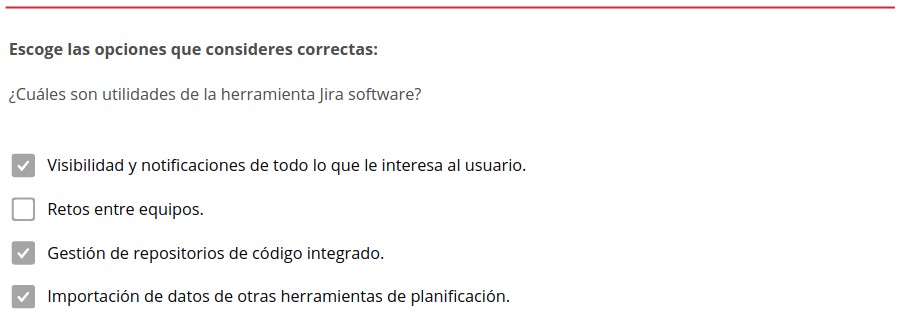 Escoge las opciones que consideres correctas:
¿Cuáles son utilidades de la herramienta Jira software?
Visibilidad y notificaciones de todo lo que le interesa al usuario.
Retos entre equipos.
Gestión de repositorios de código integrado.
Importación de datos de otras herramientas de planificación.